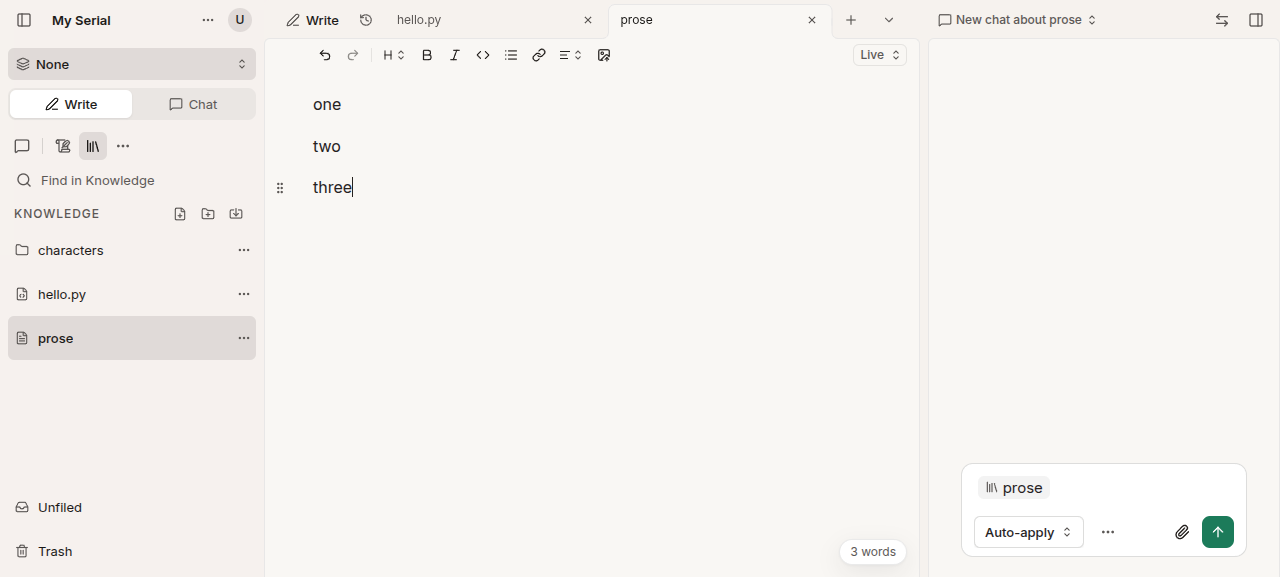 My Serial
U
None
Write
Chat
Find in Knowledge
KNOWLEDGE
characters
hello.py
prose
Unfiled
Trash
Write
hello.py
prose
H
B
I
Live
one
two
three
3 words
New chat about prose
prose
Auto-apply